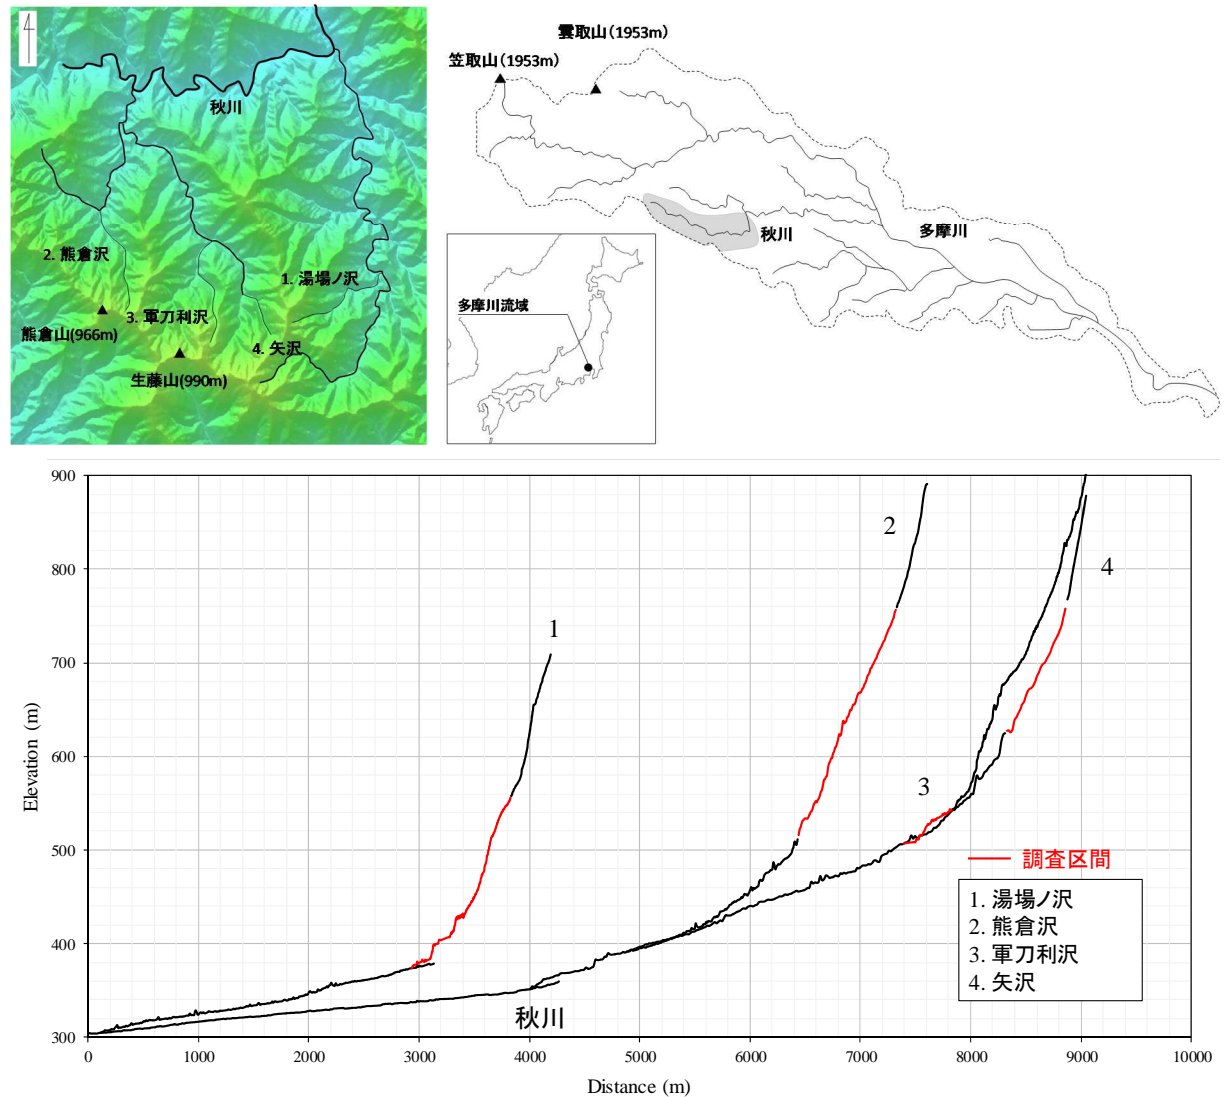 4
秋川
2. 熊倉沢
1. 湯場ノ沢
3. 軍刀利沢
熊倉山(966m)
4. 矢沢
生藤山(990m)
雲取山(1953m)
笠取山(1953m)
秋川
多摩川
多摩川流域
900
800
700
600
500
400
300
Elevation (m)
1
2
3
4
秋川
調査区間
1. 湯場ノ沢
2. 熊倉沢
3. 軍刀利沢
4. 矢沢
0 1000 2000 3000 4000 5000 6000 7000 8000 9000 10000
Distance (m)